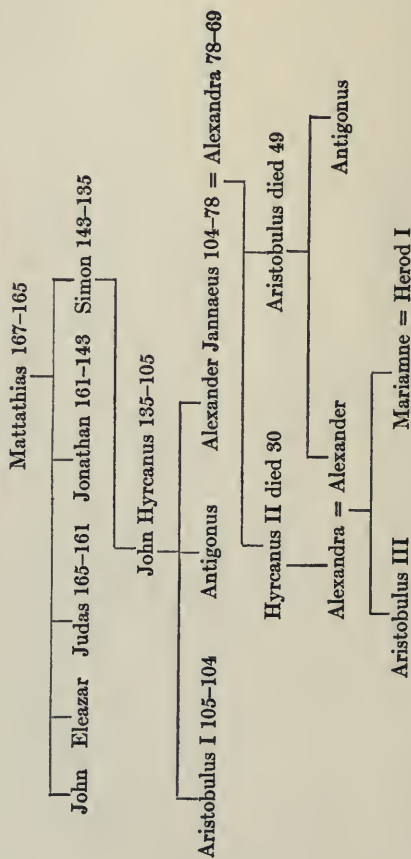 Mattathias 167–165
John Eleazar Judas 165–161 Jonathan 161–143 Simon 143–135
John Hyrcanus 135–105
Aristobulus I 105–104 Antigonus Alexander Jannaeus 104–78 = Alexandra 78–69
Hyrcanus II died 30 Aristobulus died 49
Alexandra = Alexander Antigonus
Aristobulus III Mariamne = Herod I